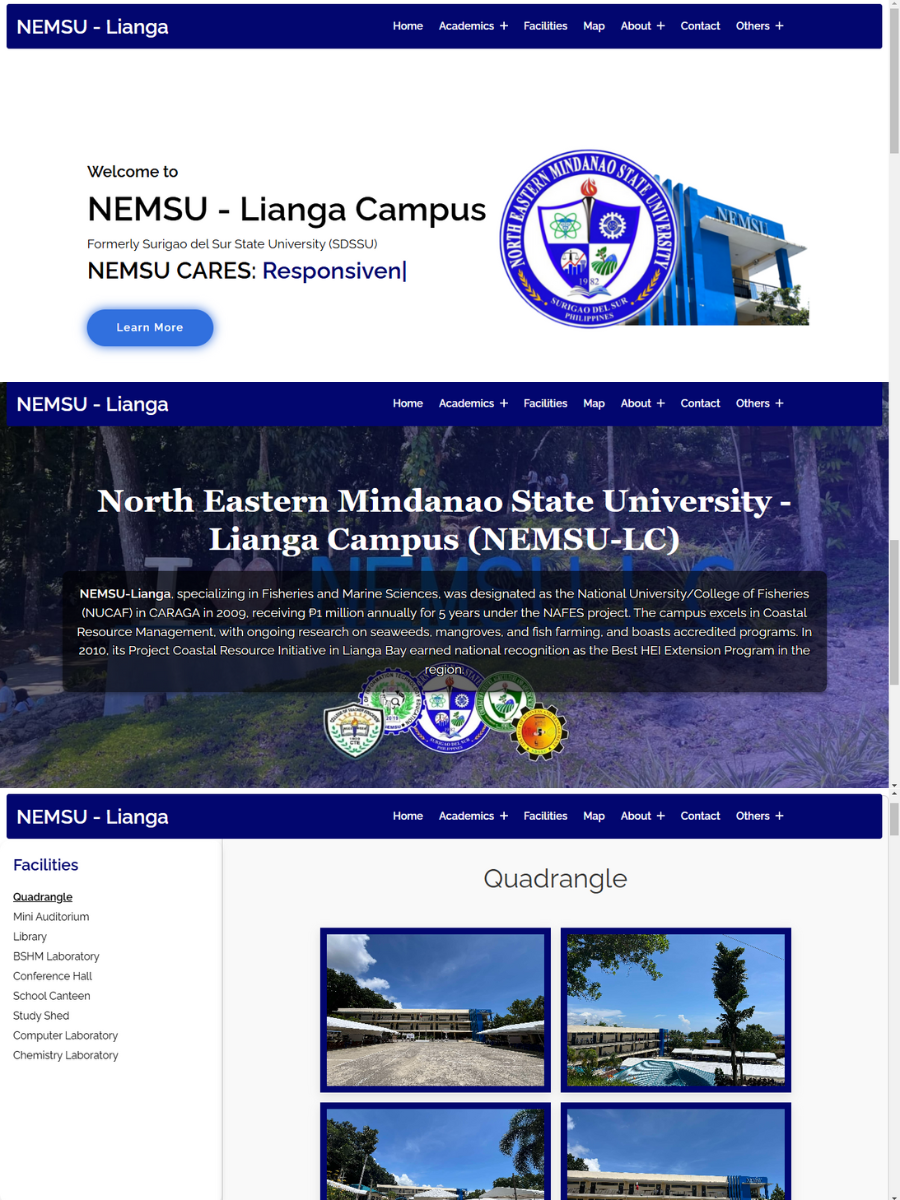 NEMSU - Lianga
Home Academics + Facilities Map About + Contact Others +
Welcome to
NEMSU - Lianga Campus
Formerly Surigao del Sur State University (SDSSU)
NEMSU CARES: Responsiven|
Learn More
NORTH EASTERN MINDANAO STATE UNIVERSITY
1982
SURIGAO DEL SUR
PHILIPPINES
NEMSU
NEMSU - Lianga
Home Academics + Facilities Map About + Contact Others +
North Eastern Mindanao State University -
Lianga Campus (NEMSU-LC)
I NEMSU-LC
NEMSU-Lianga, specializing in Fisheries and Marine Sciences, was designated as the National University/College of Fisheries
(NUCAF) in CARAGA in 2009, receiving ₱1 million annually for 5 years under the NAFES project. The campus excels in Coastal
Resource Management, with ongoing research on seaweeds, mangroves, and fish farming, and boasts accredited programs. In
2010, its Project Coastal Resource Initiative in Lianga Bay earned national recognition as the Best HEI Extension Program in the
region.
NEMSU - Lianga
Home Academics + Facilities Map About + Contact Others +
Facilities
Quadrangle
Mini Auditorium
Library
BSHM Laboratory
Conference Hall
School Canteen
Study Shed
Computer Laboratory
Chemistry Laboratory
Quadrangle